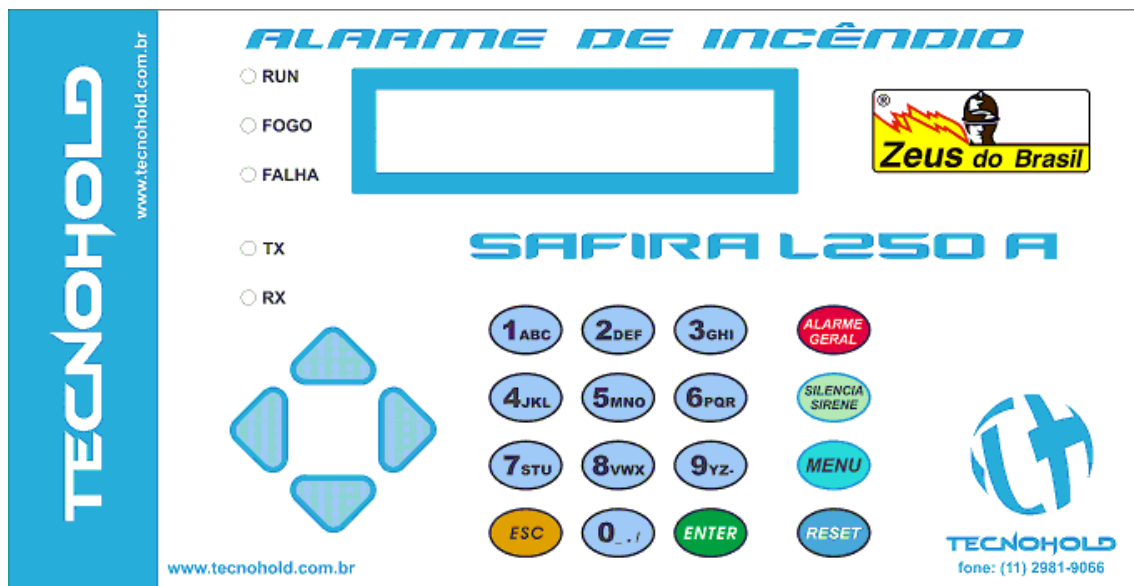 TECNOHOLD
www.tecnohold.com.br
ALARME DE INCÊNDIO
RUN
FOGO
FALHA
TX
RX
®
Zeus do Brasil
SAFIRA L250 A
1ABC 2DEF 3GHI
ALARME
GERAL
4JKL 5MNO 6PQR
SILENCIA
SIRENE
7STU 8VWX 9YZ-
MENU
ESC 0_./ ENTER
RESET
TECNOHOLD
fone: (11) 2981-9066
www.tecnohold.com.br